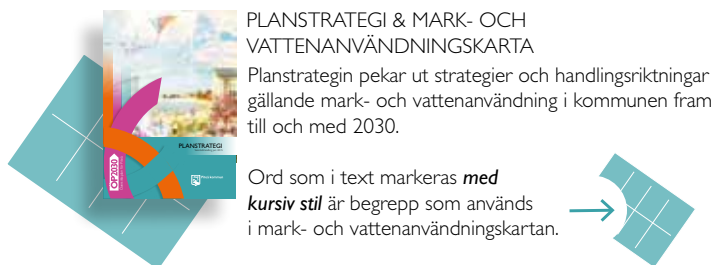 PLANSTRATEGI & MARK- OCH
VATTENANVÄNDNINGSKARTA
Planstrategin pekar ut strategier och handlingsriktningar
gällande mark- och vattenanvändning i kommunen fram
till och med 2030.
PLANSTRATEGI
OP2030
Ord som i text markeras med
kursiv stil är begrepp som används
i mark- och vattenanvändningskartan.